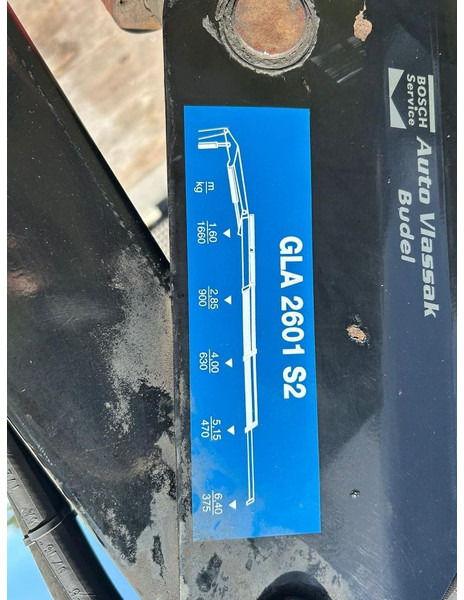 BOSCH
Service
Auto Vlassak
Budel
GLA 2601 S2
m
kg
1,60
1660
2,85
900
4,00
630
5,15
470
6,40
375